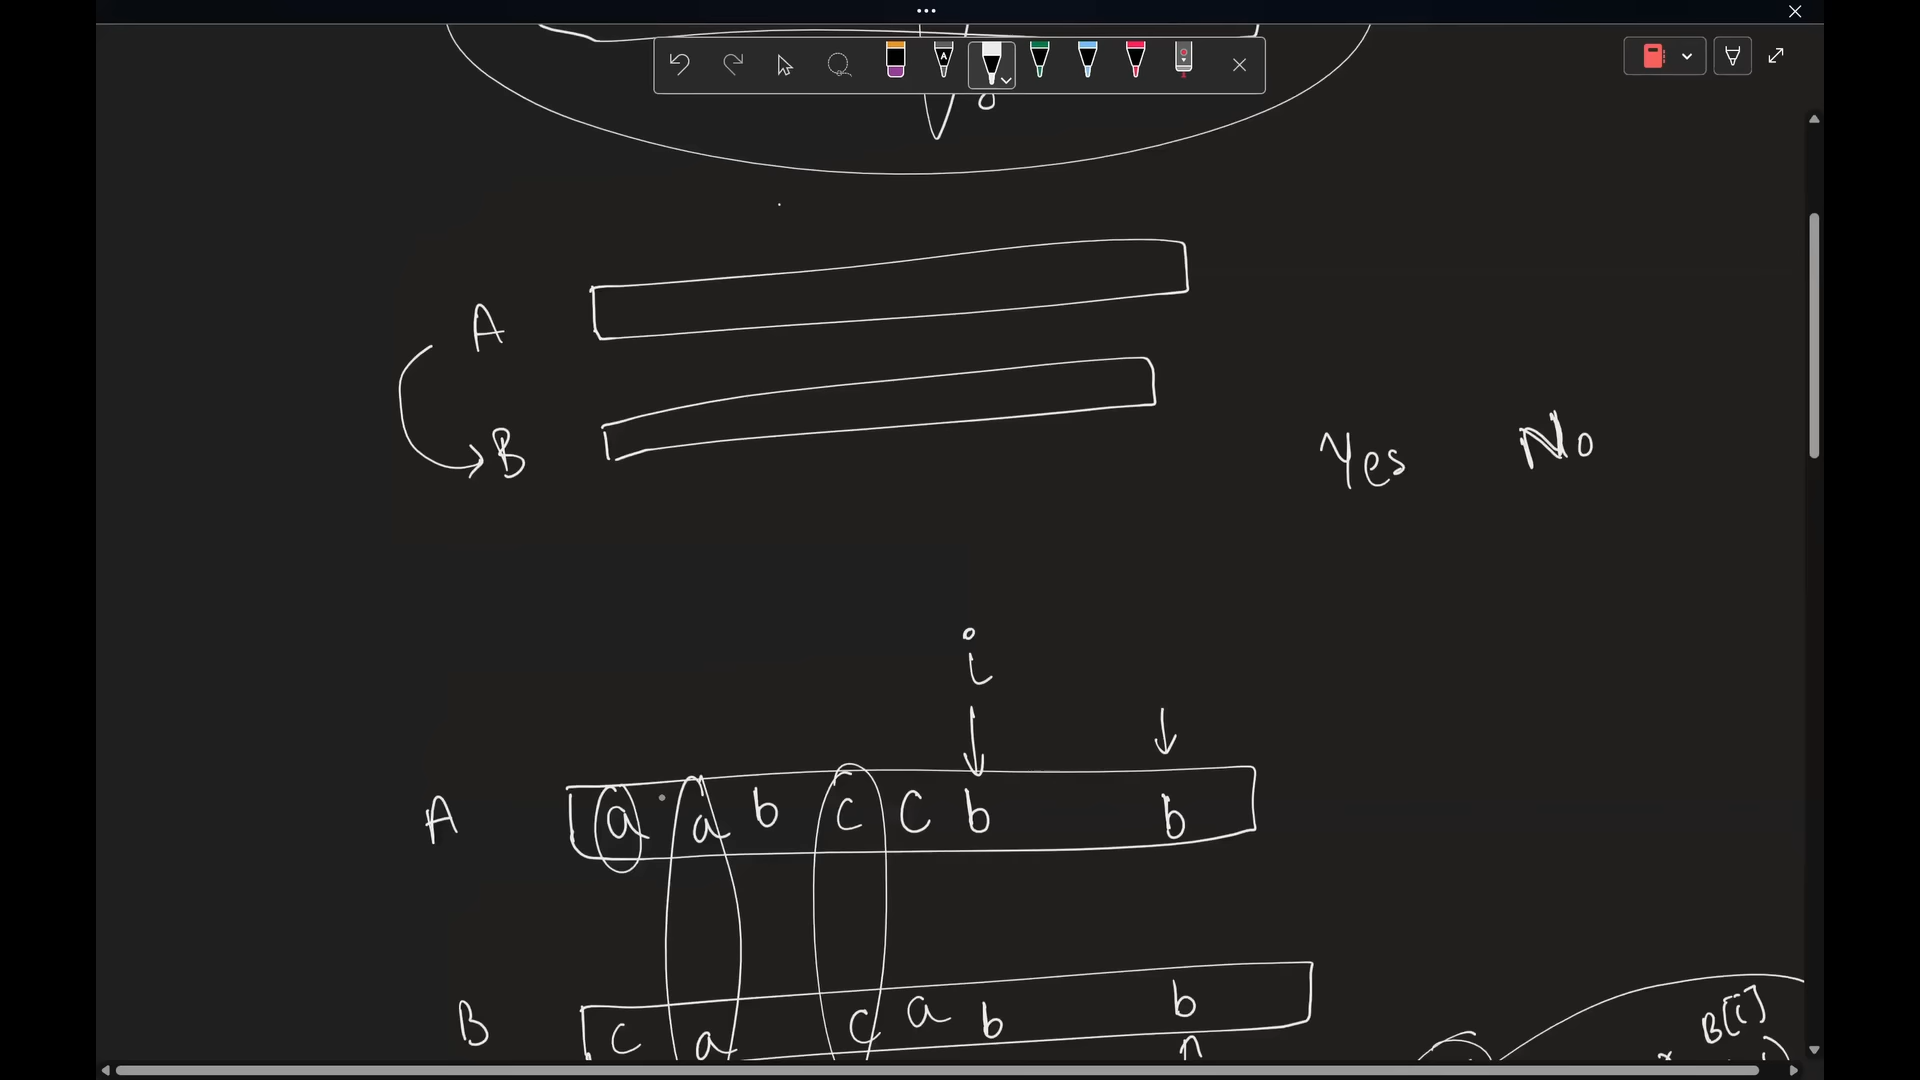 A
B
Yes No
i
A a a b c c b b
B c a c a b b
n
B[i]